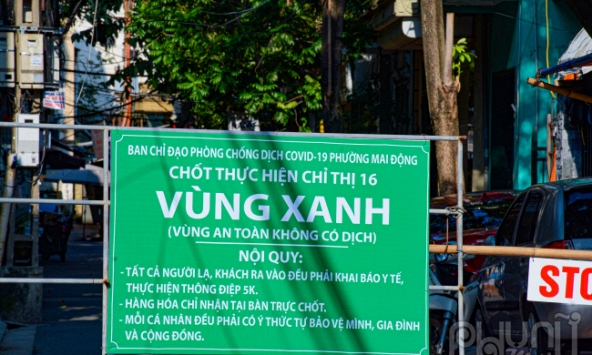 BAN CHỈ ĐẠO PHÒNG CHỐNG DỊCH COVID-19 PHƯỜNG MAI ĐỘNG
CHỐT THỰC HIỆN CHỈ THỊ 16
VÙNG XANH
(VÙNG AN TOÀN KHÔNG CÓ DỊCH)
NỘI QUY:
- TẤT CẢ NGƯỜI LẠ, KHÁCH RA VÀO ĐỀU PHẢI KHAI BÁO Y TẾ,
THỰC HIỆN THÔNG ĐIỆP 5K.
- HÀNG HÓA CHỈ NHẬN TẠI BÀN TRỰC CHỐT.
- MỖI CÁ NHÂN ĐỀU PHẢI CÓ Ý THỨC TỰ BẢO VỆ MÌNH, GIA ĐÌNH
VÀ CỘNG ĐỒNG.
STO